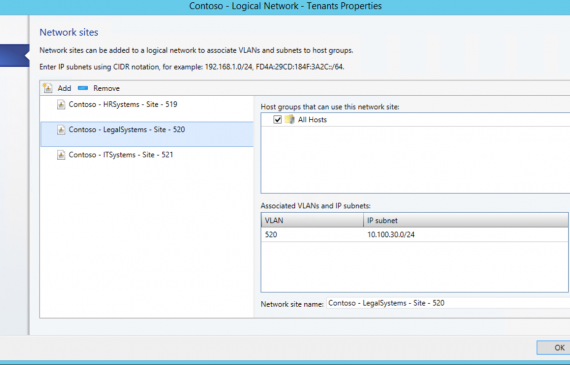 Contoso - Logical Network - Tenants Properties
Network sites
Network sites can be added to a logical network to associate VLANs and subnets to host groups.
Enter IP subnets using CIDR notation, for example: 192.168.1.0/24, FD4A:29CD:184F:3A2C::/64.
Add Remove
Contoso - HRSystems - Site - 519
Contoso - LegalSystems - Site - 520
Contoso - ITSystems - Site - 521
Host groups that can use this network site:
All Hosts
Associated VLANs and IP subnets:
VLAN IP subnet
520 10.100.30.0/24
Network site name: Contoso - LegalSystems - Site - 520
OK